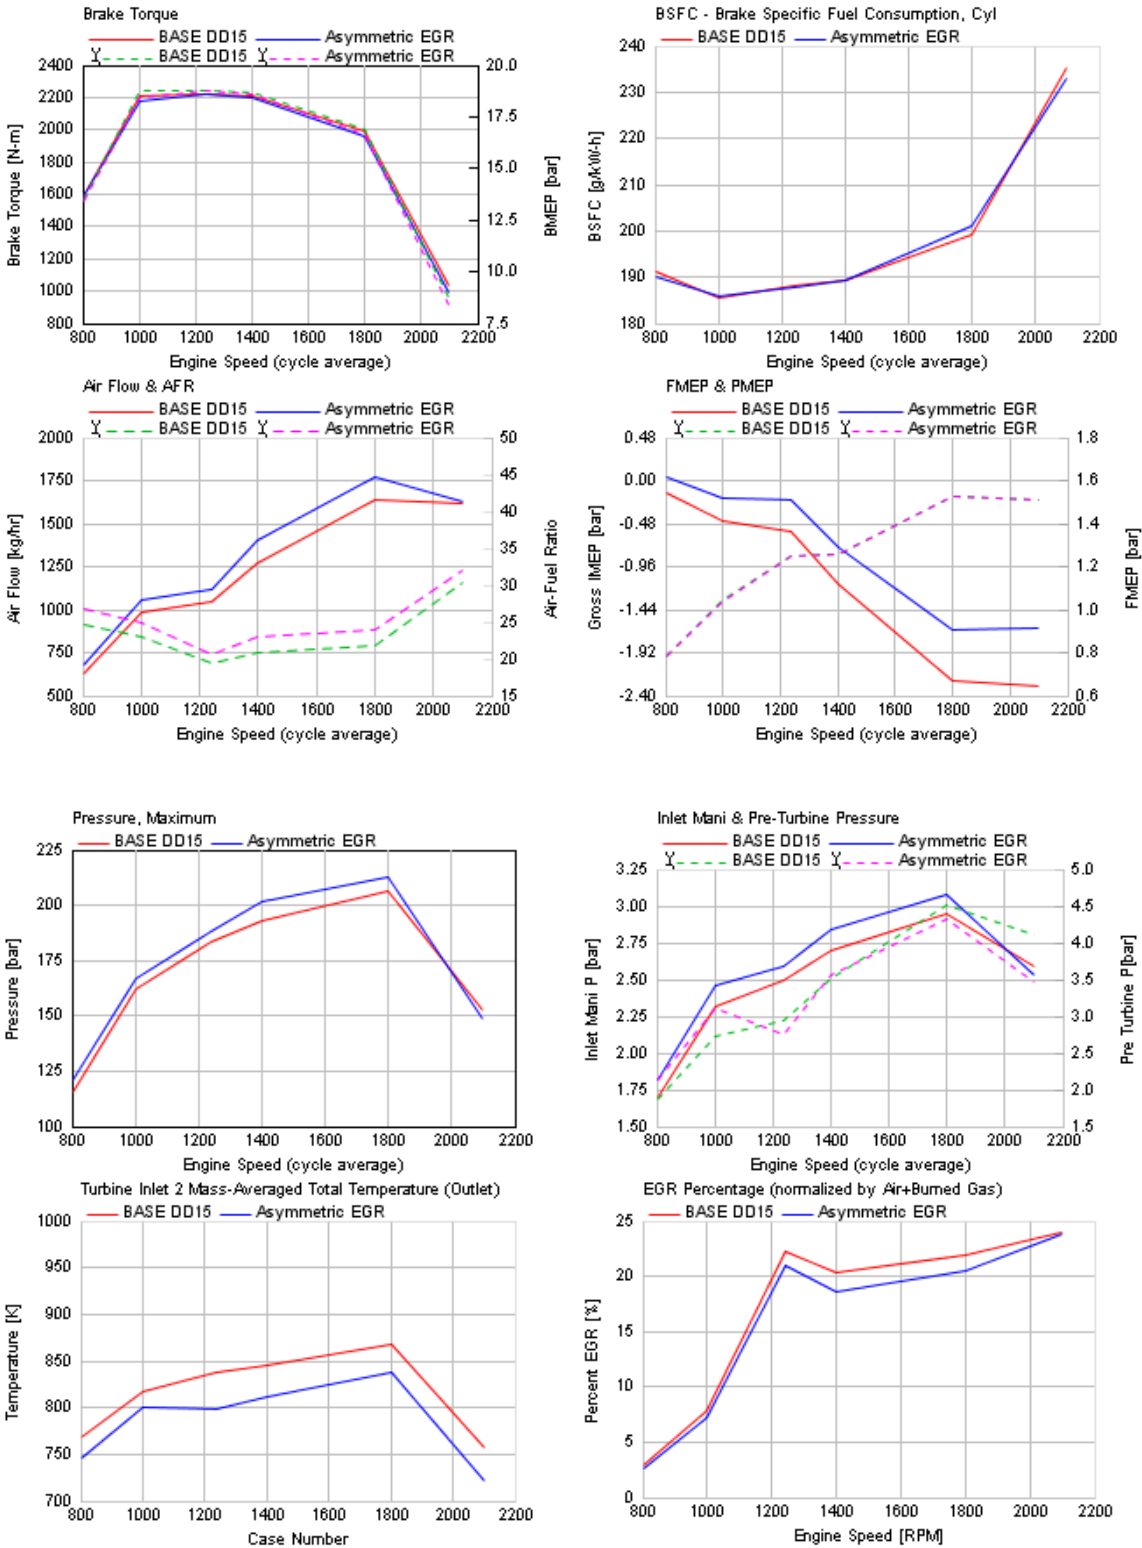 Brake Torque
BASE DD15 Asymmetric EGR
Y BASE DD15 Y Asymmetric EGR
2400
2200
2000
1800
1600
1400
1200
1000
800
20.0
17.5
15.0
12.5
10.0
7.5
Brake Torque [N-m]
BMEP [bar]
800 1000 1200 1400 1600 1800 2000 2200
Engine Speed (cycle average)
BSFC - Brake Specific Fuel Consumption, Cyl
BASE DD15 Asymmetric EGR
240
230
220
210
200
190
180
BSFC [g/kW-h]
800 1000 1200 1400 1600 1800 2000 2200
Engine Speed (cycle average)
Air Flow & AFR
BASE DD15 Asymmetric EGR
Y BASE DD15 Y Asymmetric EGR
2000
1750
1500
1250
1000
750
500
50
45
40
35
30
25
20
15
Air Flow [kg/hr]
Air-Fuel Ratio
800 1000 1200 1400 1600 1800 2000 2200
Engine Speed (cycle average)
FMEP & PMEP
BASE DD15 Asymmetric EGR
Y BASE DD15 Y Asymmetric EGR
0.48
0.00
-0.48
-0.96
-1.44
-1.92
-2.40
1.8
1.6
1.4
1.2
1.0
0.8
0.6
Gross IMEP [bar]
FMEP [bar]
800 1000 1200 1400 1600 1800 2000 2200
Engine Speed (cycle average)
Pressure, Maximum
BASE DD15 Asymmetric EGR
225
200
175
150
125
100
Pressure [bar]
800 1000 1200 1400 1600 1800 2000 2200
Engine Speed (cycle average)
Inlet Mani & Pre-Turbine Pressure
BASE DD15 Asymmetric EGR
Y BASE DD15 Y Asymmetric EGR
3.25
3.00
2.75
2.50
2.25
2.00
1.75
1.50
5.0
4.5
4.0
3.5
3.0
2.5
2.0
1.5
Inlet Mani P [bar]
Pre Turbine P[bar]
800 1000 1200 1400 1600 1800 2000 2200
Engine Speed (cycle average)
Turbine Inlet 2 Mass-Averaged Total Temperature (Outlet)
BASE DD15 Asymmetric EGR
1000
950
900
850
800
750
700
Temperature [K]
800 1000 1200 1400 1600 1800 2000 2200
Case Number
EGR Percentage (normalized by Air+Burned Gas)
BASE DD15 Asymmetric EGR
25
20
15
10
5
0
Percent EGR [%]
800 1000 1200 1400 1600 1800 2000 2200
Engine Speed [RPM]